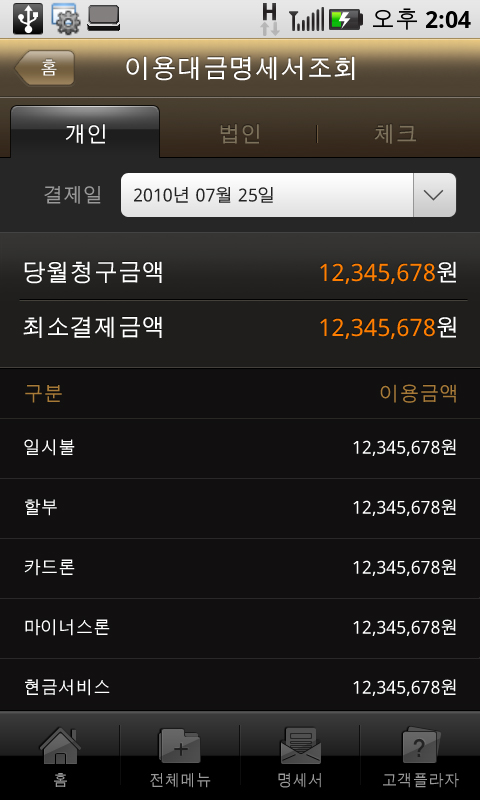 H
오후 2:04
홈 이용대금명세서조회
개인 법인 체크
결제일 2010년 07월 25일
당월청구금액 12,345,678원
최소결제금액 12,345,678원
구분 이용금액
일시불 12,345,678원
할부 12,345,678원
카드론 12,345,678원
마이너스론 12,345,678원
현금서비스 12,345,678원
홈 전체메뉴 명세서 고객플라자